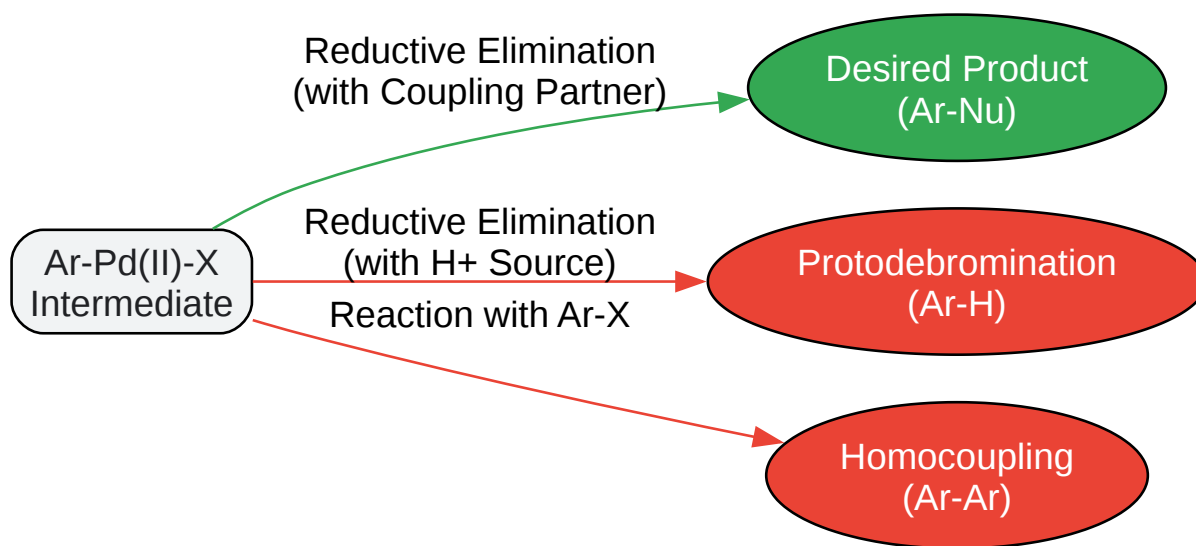 Reductive Elimination
(with Coupling Partner)
Desired Product
(Ar-Nu)
Ar-Pd(II)-X
Intermediate
Reductive Elimination
(with H+ Source)
Protodebromination
(Ar-H)
Reaction with Ar-X
Homocoupling
(Ar-Ar)